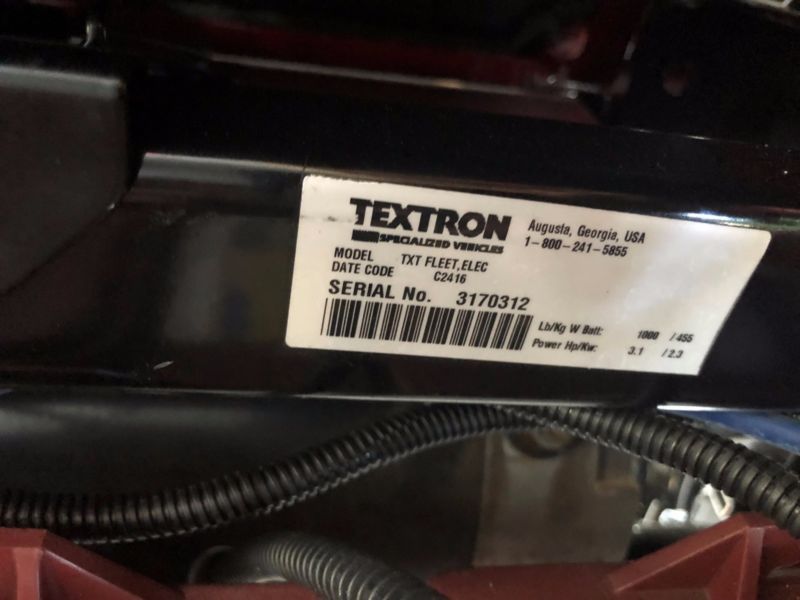 TEXTRON
SPECIALIZED VEHICLES
Augusta, Georgia, USA
1-800-241-5855
MODEL TXT FLEET,ELEC
DATE CODE C2416
SERIAL No. 3170312
Lb/Kg W Batt: 1000 / 455
Power Hp/Kw: 3.1 / 2.3